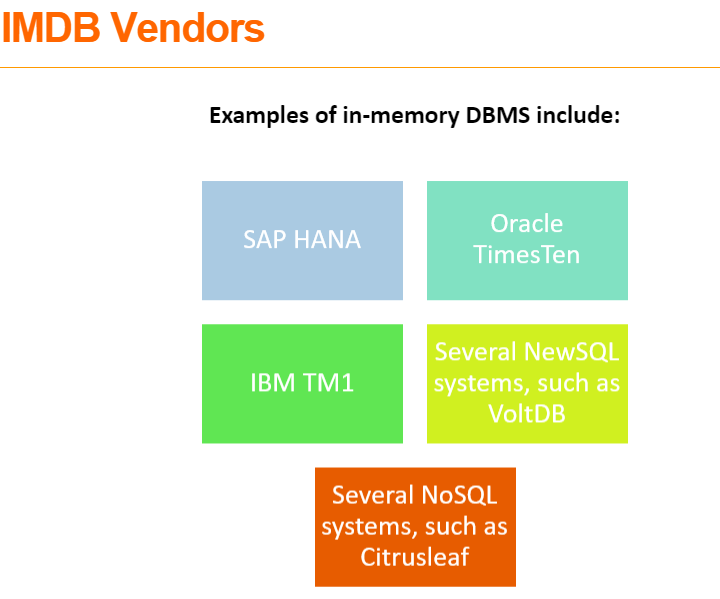 IMDB Vendors
Examples of in-memory DBMS include:
SAP HANA
Oracle
TimesTen
IBM TM1
Several NewSQL
systems, such as
VoltDB
Several NoSQL
systems, such as
Citrusleaf